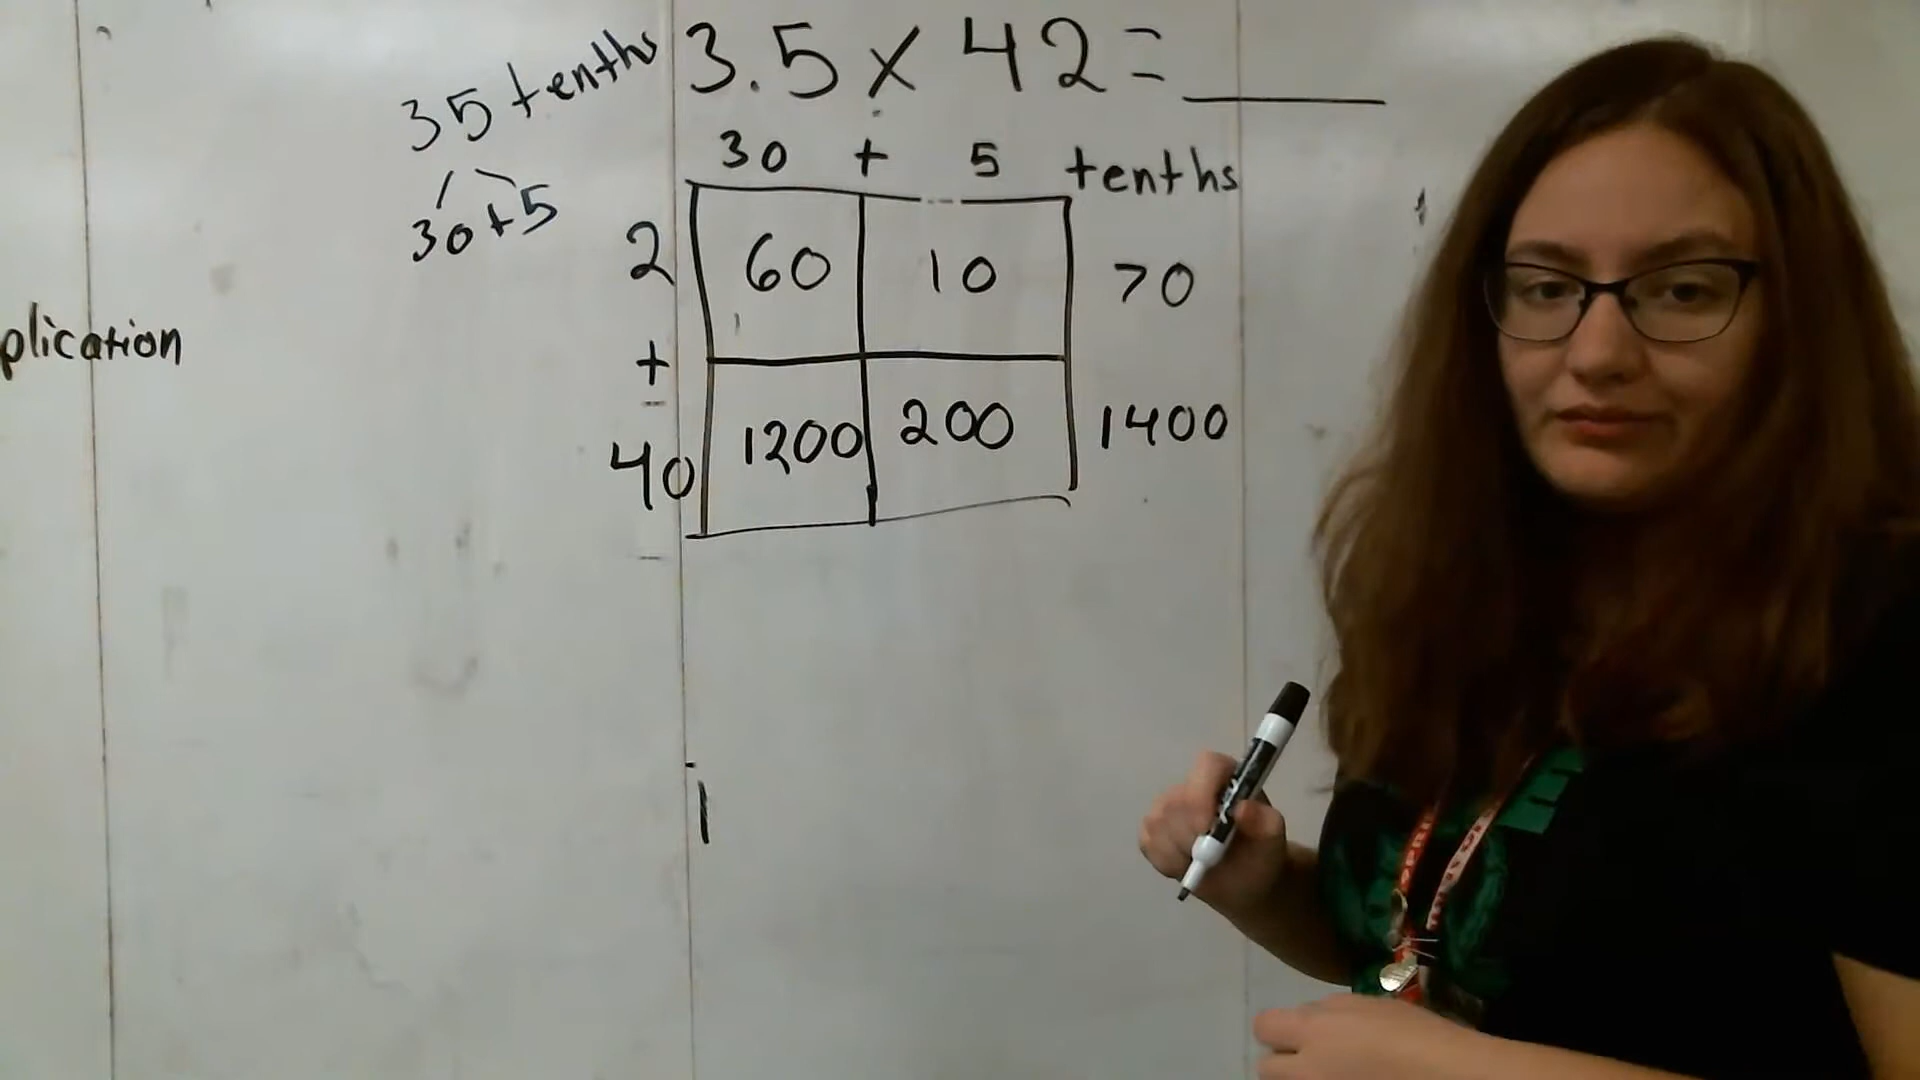 3.5 x 42 = ____
35 tenths
30 + 5
30 + 5 tenths
2 60 10 70
+
40 1200 200 1400
plication
1